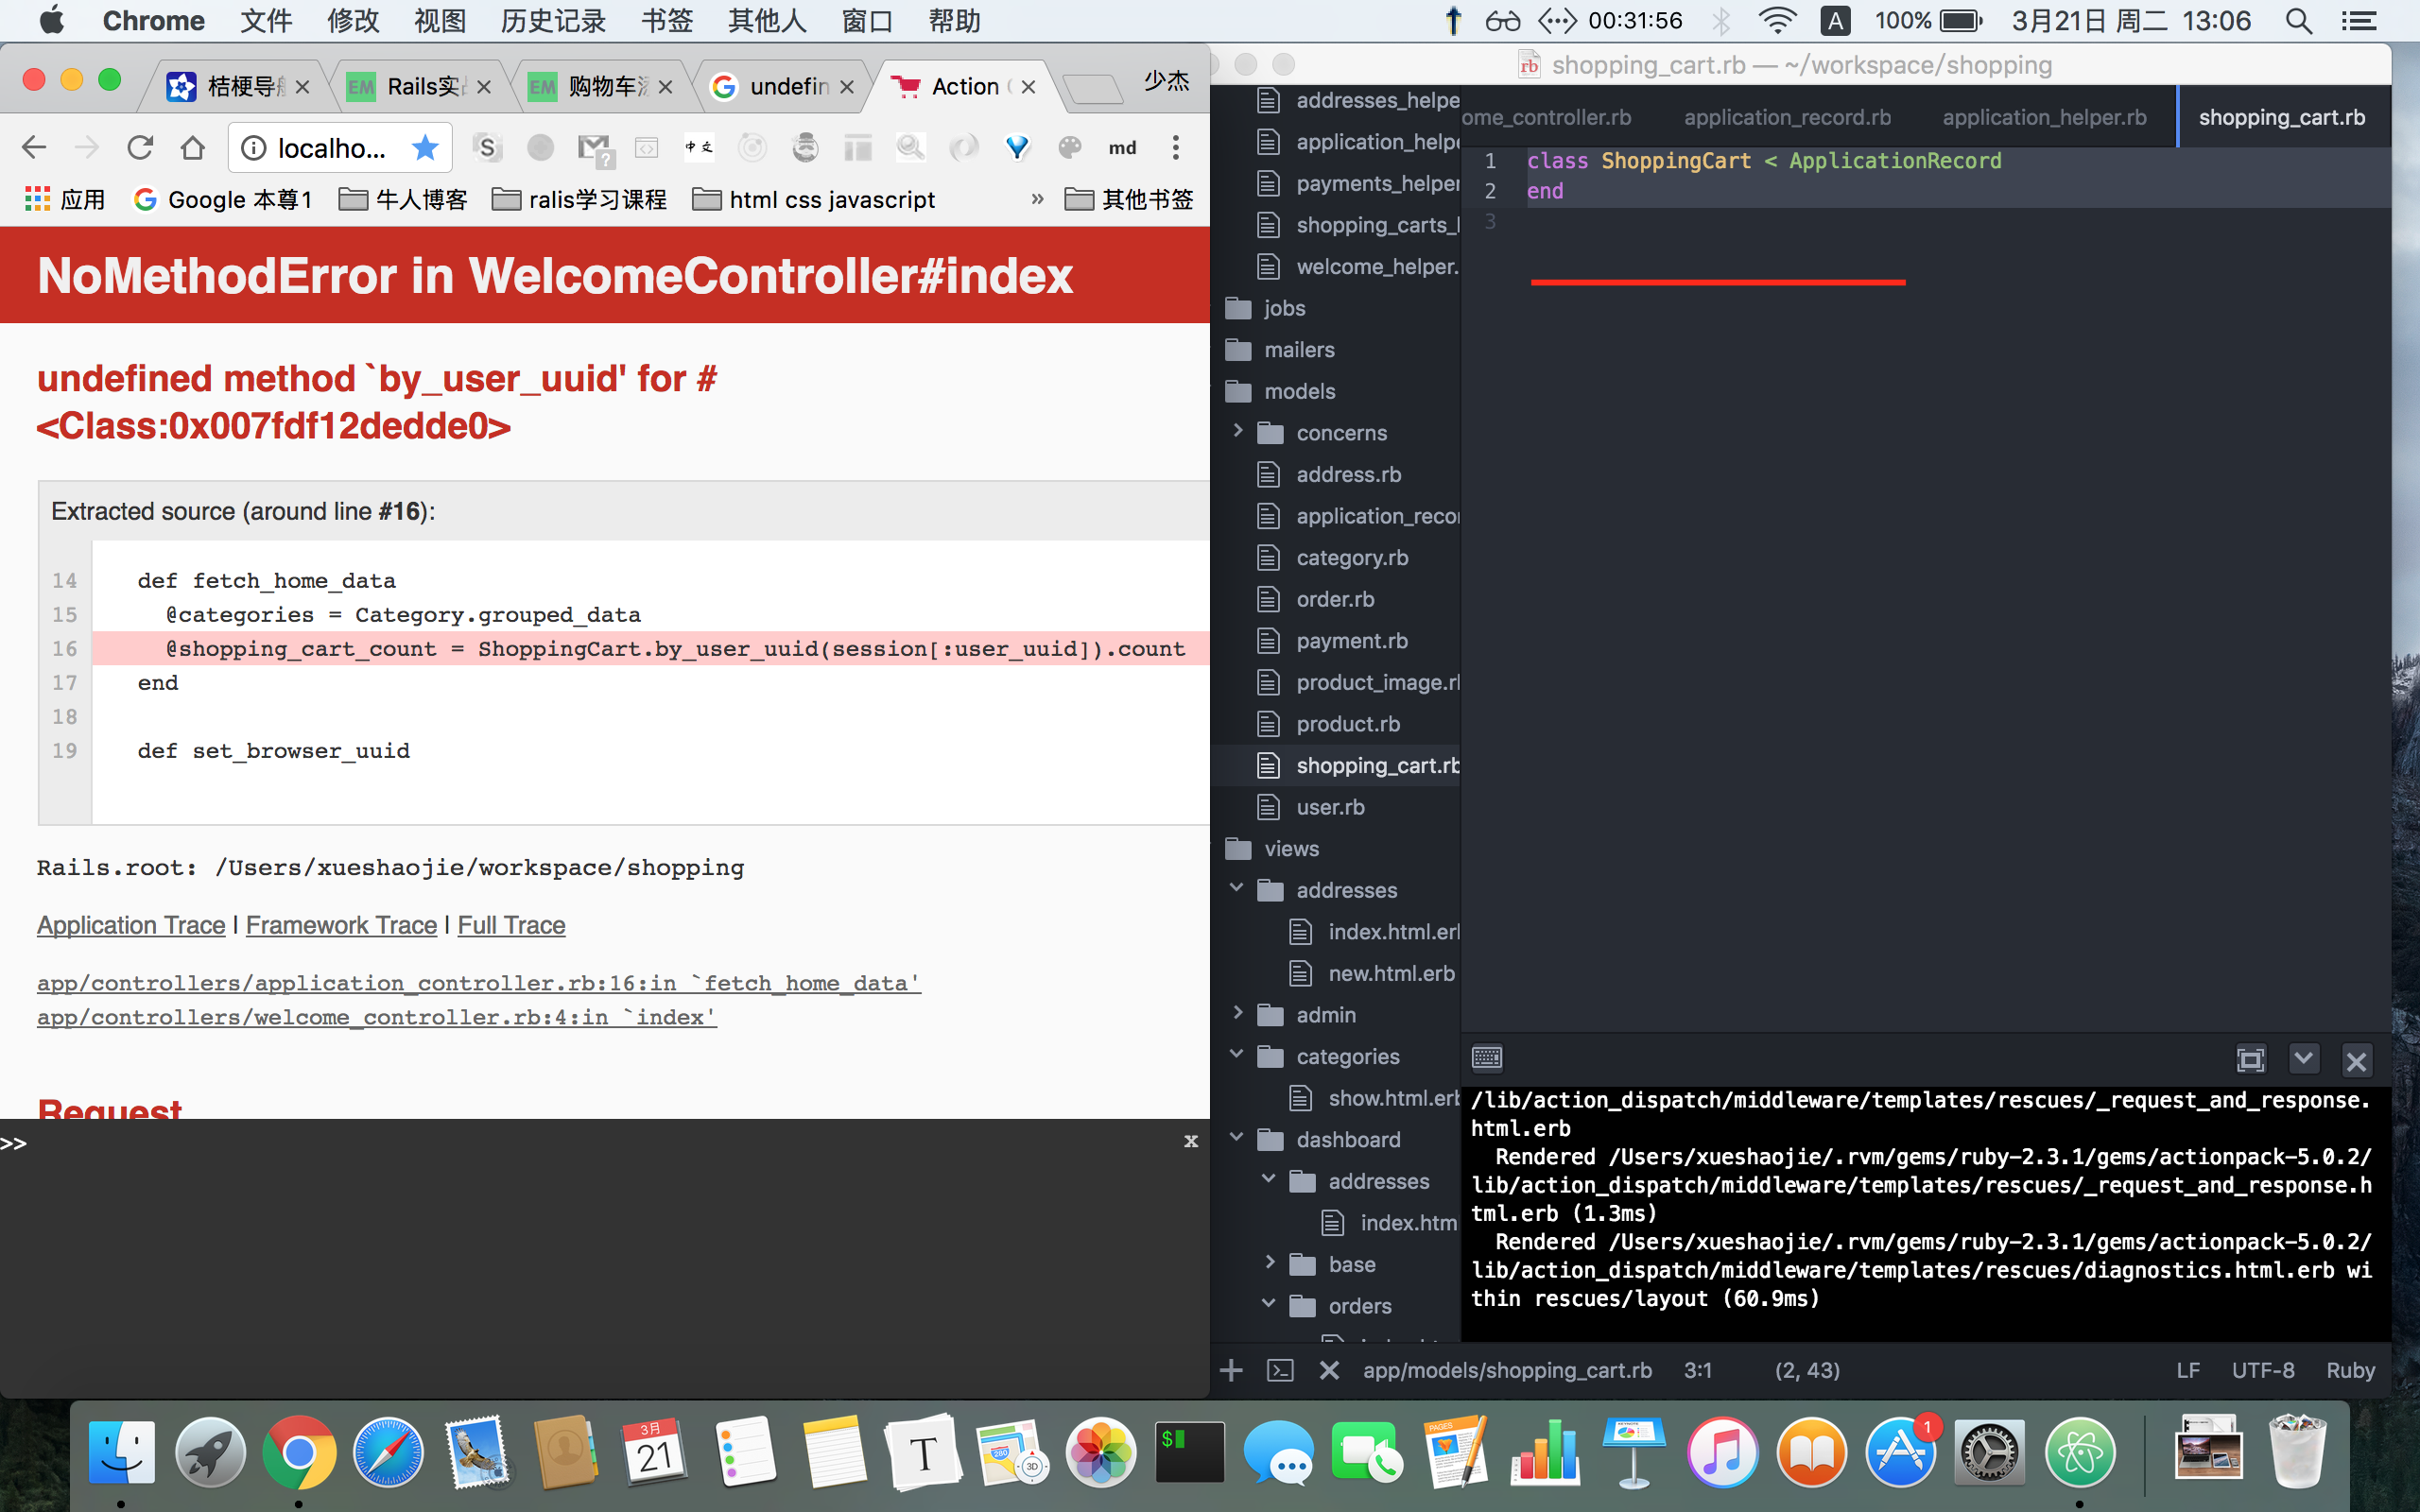 Chrome 文件 修改 视图 历史记录 书签 其他人 窗口 帮助 00:31:56 A 100% 3月21日 周二 13:06
桔梗导航 Rails实 购物车 undefin Action 少杰
localho... md
应用 Google 本尊1 牛人博客 ralis学习课程 html css javascript » 其他书签
NoMethodError in WelcomeController#index
undefined method `by_user_uuid' for #
<Class:0x007fdf12dedde0>
Extracted source (around line #16):
14 def fetch_home_data
15 @categories = Category.grouped_data
16 @shopping_cart_count = ShoppingCart.by_user_uuid(session[:user_uuid]).count
17 end
18
19 def set_browser_uuid
Rails.root: /Users/xueshaojie/workspace/shopping
Application Trace | Framework Trace | Full Trace
app/controllers/application_controller.rb:16:in `fetch_home_data'
app/controllers/welcome_controller.rb:4:in `index'
Request
>> x
shopping_cart.rb — ~/workspace/shopping
addresses_helpe
application_help
payments_helper
shopping_carts_
welcome_helper.
jobs
mailers
models
concerns
address.rb
application_reco
category.rb
order.rb
payment.rb
product_image.r
product.rb
shopping_cart.rb
user.rb
views
addresses
index.html.er
new.html.erb
admin
categories
show.html.er
dashboard
addresses
index.htm
base
orders
ome_controller.rb application_record.rb application_helper.rb shopping_cart.rb
1 class ShoppingCart < ApplicationRecord
2 end
3
/lib/action_dispatch/middleware/templates/rescues/_request_and_response.
html.erb
Rendered /Users/xueshaojie/.rvm/gems/ruby-2.3.1/gems/actionpack-5.0.2/
lib/action_dispatch/middleware/templates/rescues/_request_and_response.h
tml.erb (1.3ms)
Rendered /Users/xueshaojie/.rvm/gems/ruby-2.3.1/gems/actionpack-5.0.2/
lib/action_dispatch/middleware/templates/rescues/diagnostics.html.erb wi
thin rescues/layout (60.9ms)
app/models/shopping_cart.rb 3:1 (2, 43) LF UTF-8 Ruby
3月
21
1